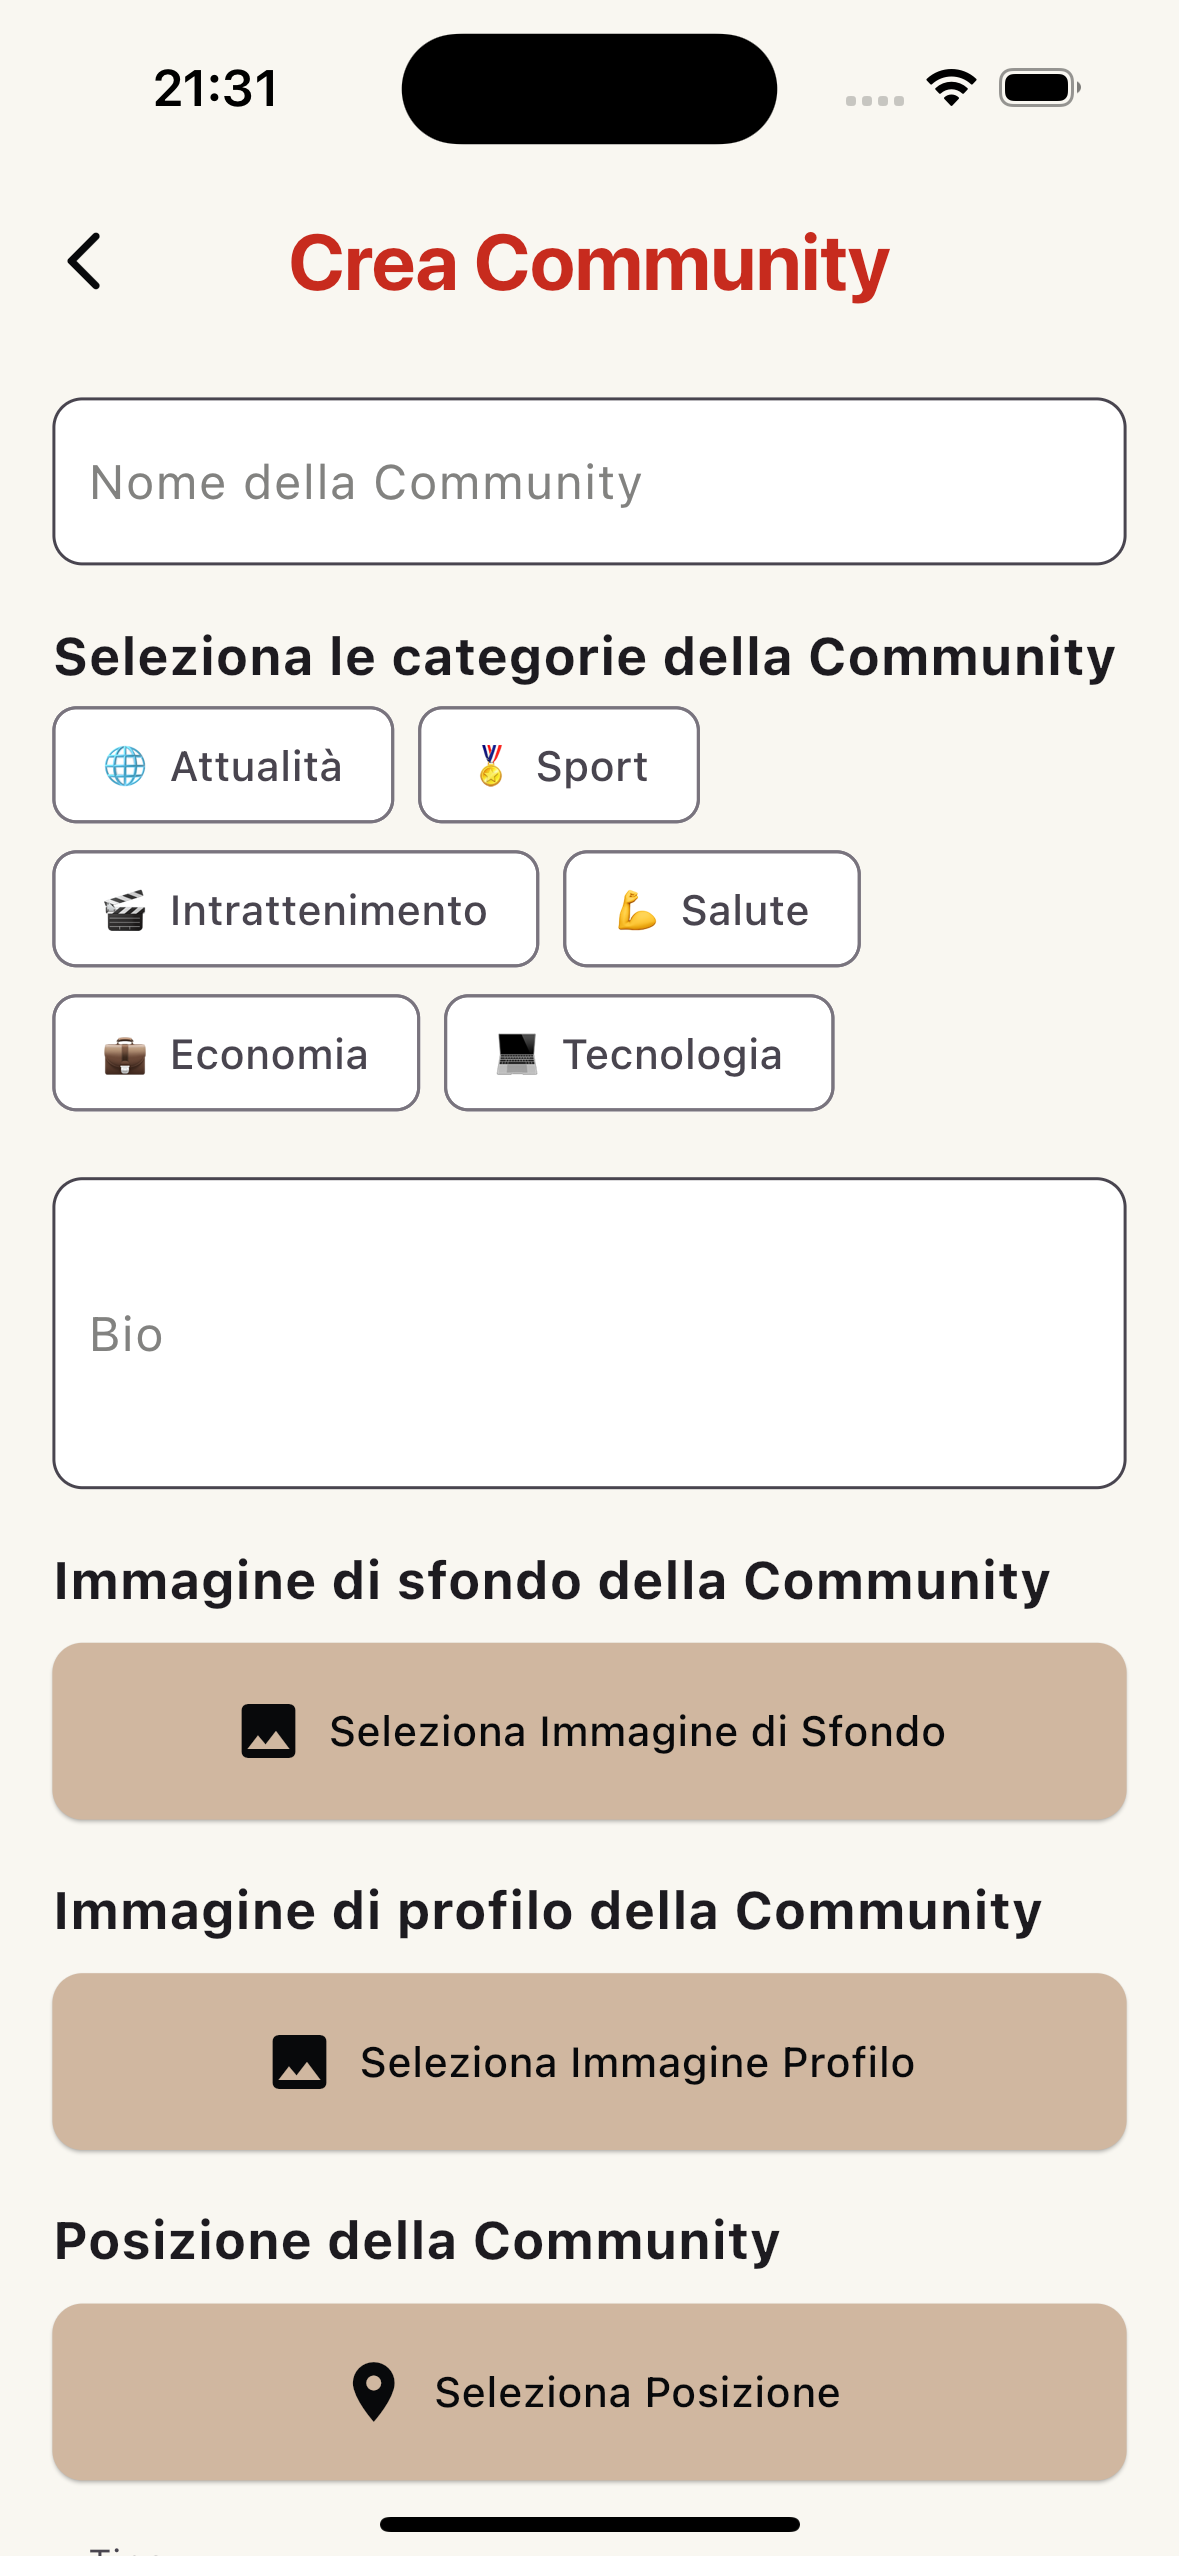 21:31
Crea Community
Nome della Community
Seleziona le categorie della Community
Attualità
Sport
Intrattenimento
Salute
Economia
Tecnologia
Bio
Immagine di sfondo della Community
Seleziona Immagine di Sfondo
Immagine di profilo della Community
Seleziona Immagine Profilo
Posizione della Community
Seleziona Posizione